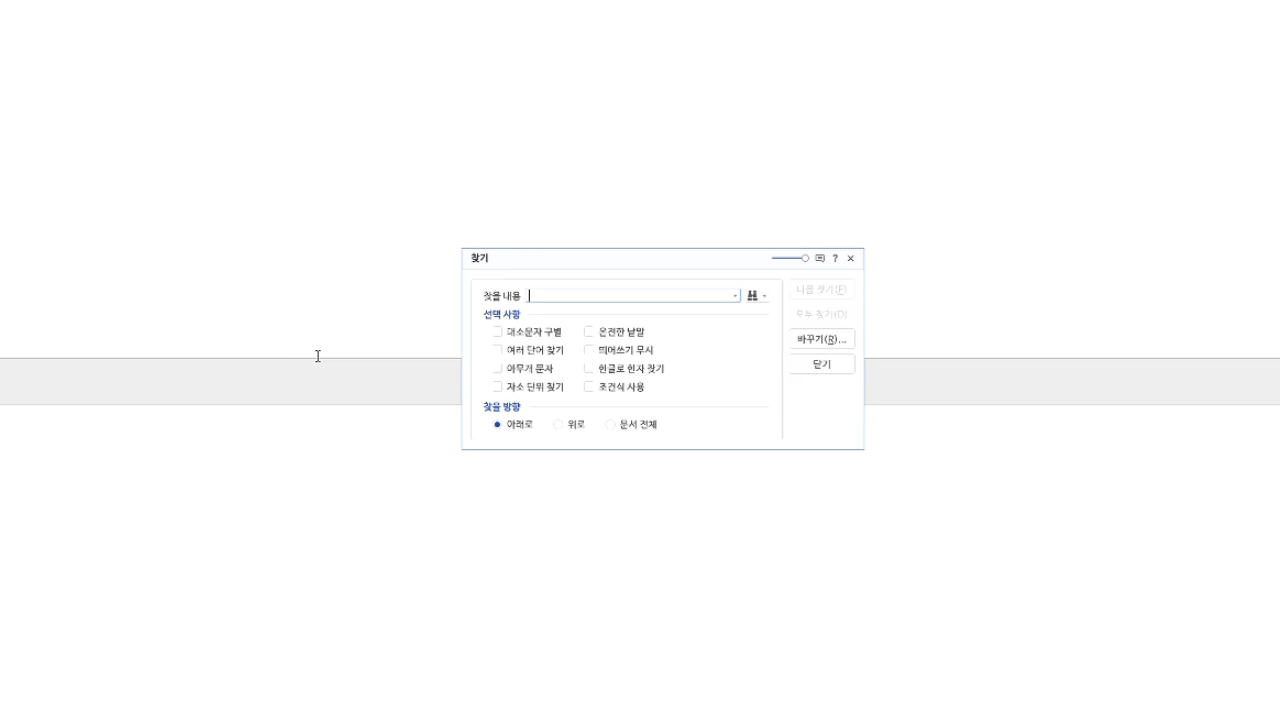 찾기
찾을 내용
선택 사항
대소문자 구별
온전한 낱말
여러 단어 찾기
띄어쓰기 무시
아무개 문자
한글로 한자 찾기
자소 단위 찾기
조건식 사용
찾을 방향
아래로
위로
문서 전체
다음 찾기(F)
모두 찾기(D)
바꾸기(R)...
닫기